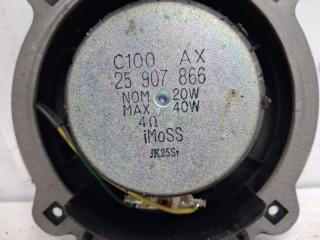 C100 AX
25 907 866
NOM 20W
MAX 40W
4Ω
iMoSS
JK25S+